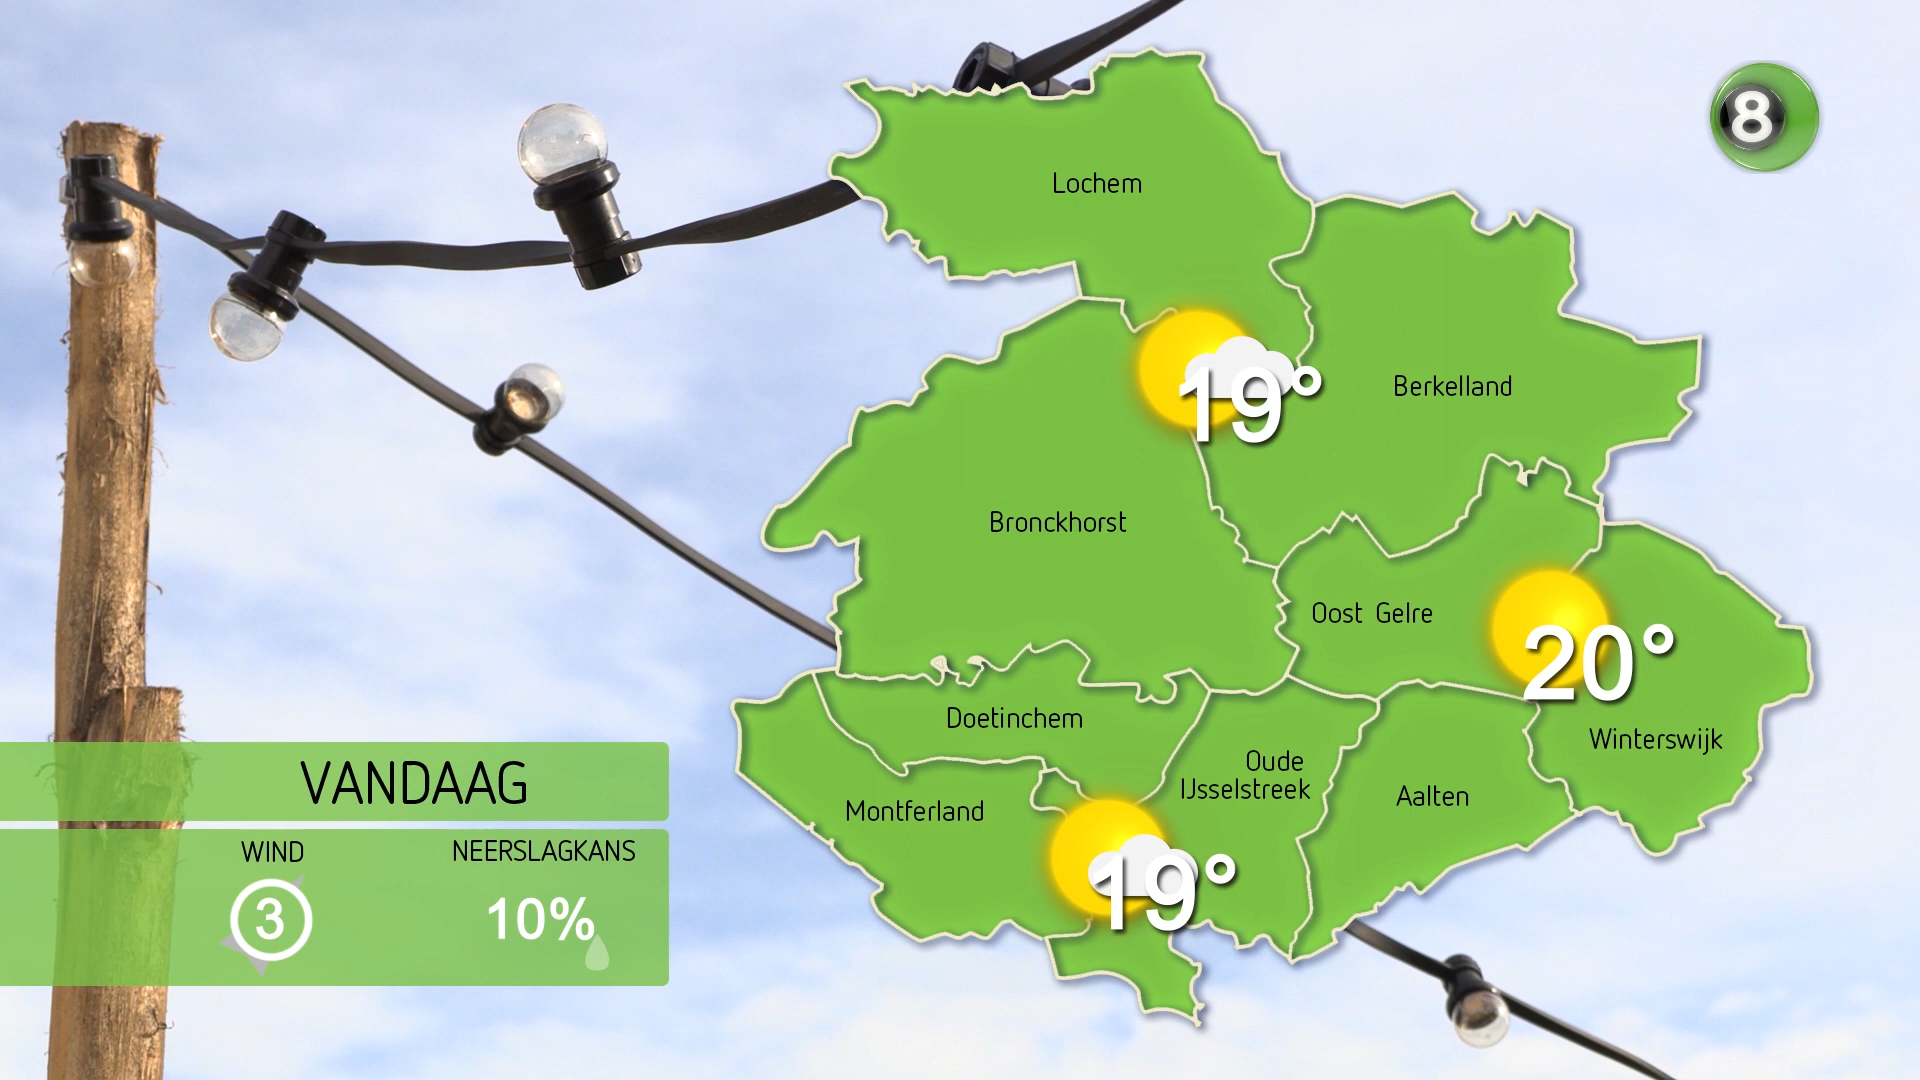 8
Lochem
19°
Berkelland
Bronckhorst
Oost Gelre
20°
Winterswijk
Doetinchem
Oude
IJsselstreek
Aalten
Montferland
19°
VANDAAG
WIND
NEERSLAGKANS
3
10%